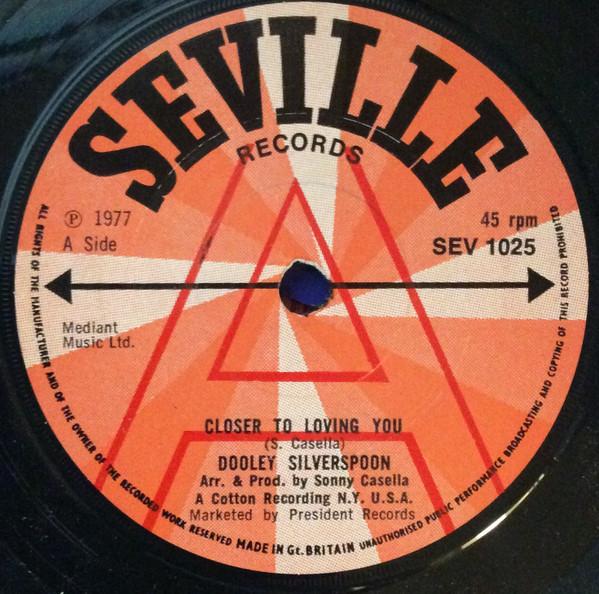 SEVILLE
RECORDS
℗ 1977
A Side
45 rpm
SEV 1025
A
Mediant
Music Ltd.
CLOSER TO LOVING YOU
(S. Casella)
DOOLEY SILVERSPOON
Arr. & Prod. by Sonny Casella
A Cotton Recording N.Y. U.S.A.
Marketed by President Records
ALL RIGHTS OF THE MANUFACTURER AND OF THE OWNER OF THE RECORDED WORK RESERVED MADE IN Gt. BRITAIN UNAUTHORISED PUBLIC PERFORMANCE BROADCASTING AND COPYING OF THIS RECORD PROHIBITED